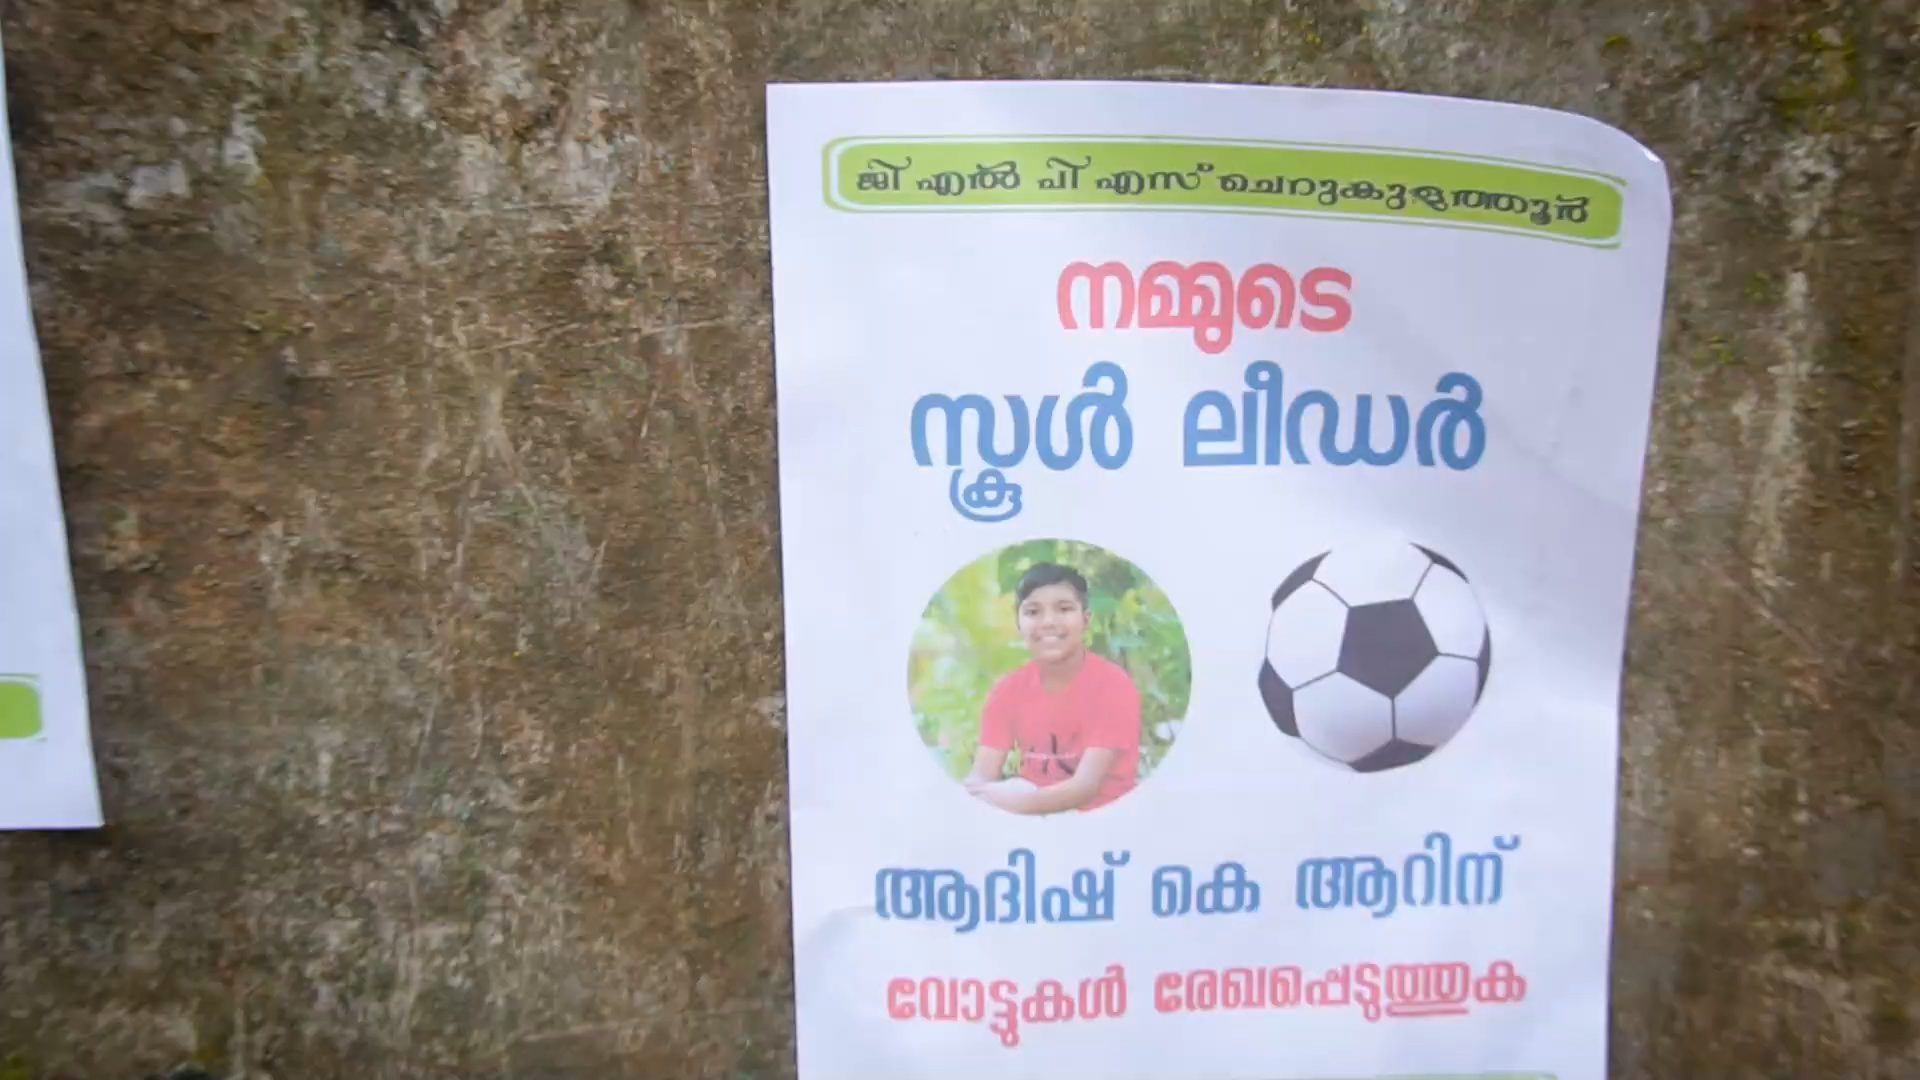 ജി എൽ പി എസ് ചെറുകുളത്തൂർ
നമ്മുടെ
സ്കൂൾ ലീഡർ
ആദിഷ് കെ ആറിന്
വോട്ടുകൾ രേഖപ്പെടുത്തുക